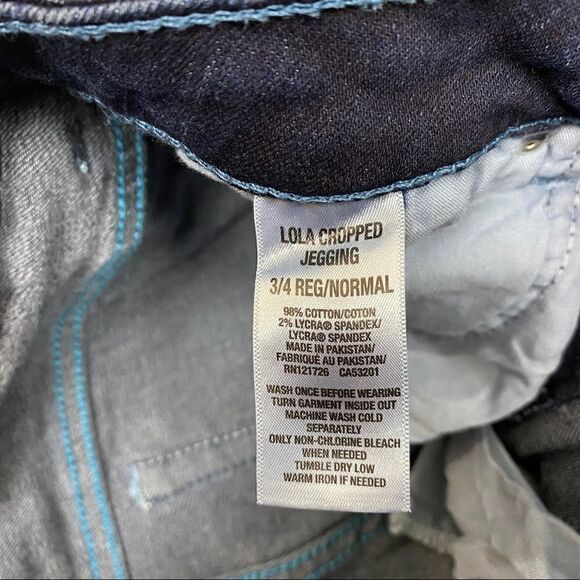 LOLA CROPPED
JEGGING
3/4 REG/NORMAL
98% COTTON/COTON
2% LYCRA® SPANDEX/
LYCRA® SPANDEX
MADE IN PAKISTAN/
FABRIQUÉ AU PAKISTAN/
RN121726 CA53201
WASH ONCE BEFORE WEARING
TURN GARMENT INSIDE OUT
MACHINE WASH COLD
SEPARATELY
ONLY NON-CHLORINE BLEACH
WHEN NEEDED
TUMBLE DRY LOW
WARM IRON IF NEEDED